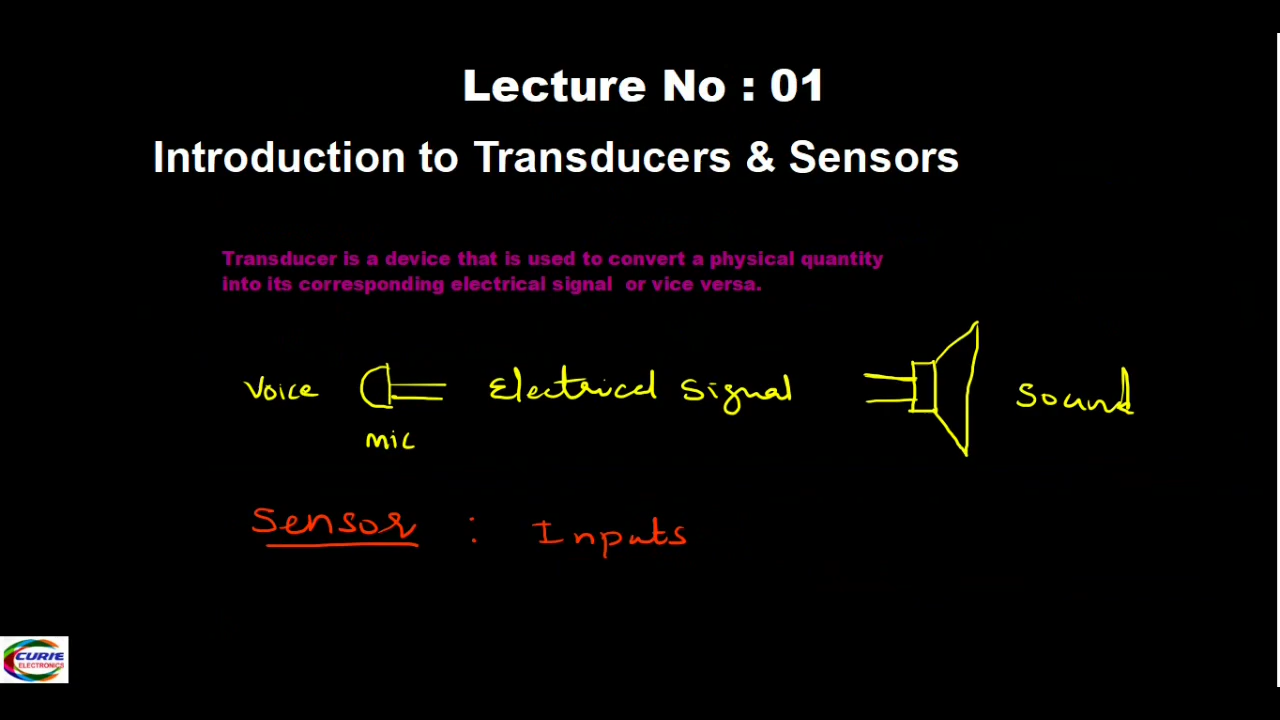 Lecture No : 01
Introduction to Transducers & Sensors
Transducer is a device that is used to convert a physical quantity
into its corresponding electrical signal or vice versa.
Voice mic Electrical Signal Sound
Sensor : Inputs
CURIE
ELECTRONICS